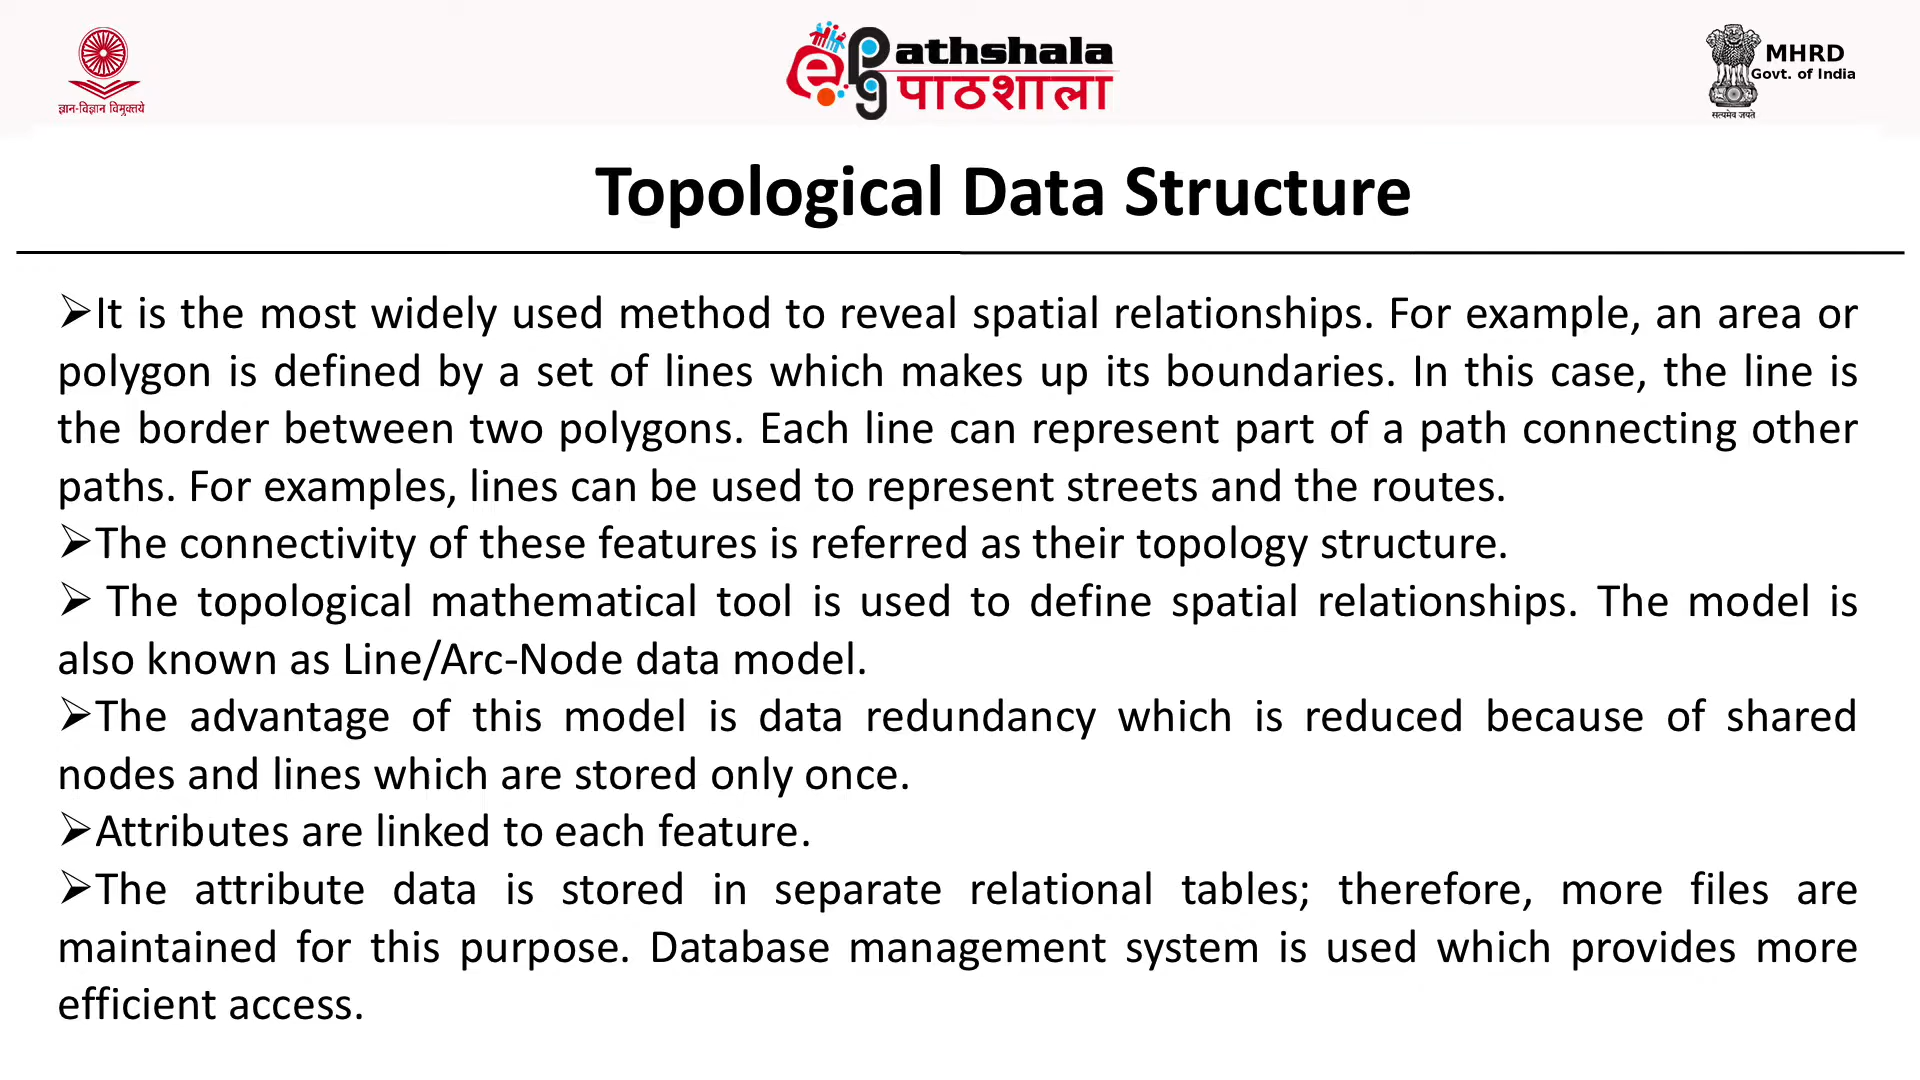 ज्ञान-विज्ञान विमुक्तये
e Pg athshala
पाठशाला
MHRD
Govt. of India
सत्यमेव जयते
Topological Data Structure
➢It is the most widely used method to reveal spatial relationships. For example, an area or
polygon is defined by a set of lines which makes up its boundaries. In this case, the line is
the border between two polygons. Each line can represent part of a path connecting other
paths. For examples, lines can be used to represent streets and the routes.
➢The connectivity of these features is referred as their topology structure.
➢ The topological mathematical tool is used to define spatial relationships. The model is
also known as Line/Arc-Node data model.
➢The advantage of this model is data redundancy which is reduced because of shared
nodes and lines which are stored only once.
➢Attributes are linked to each feature.
➢The attribute data is stored in separate relational tables; therefore, more files are
maintained for this purpose. Database management system is used which provides more
efficient access.